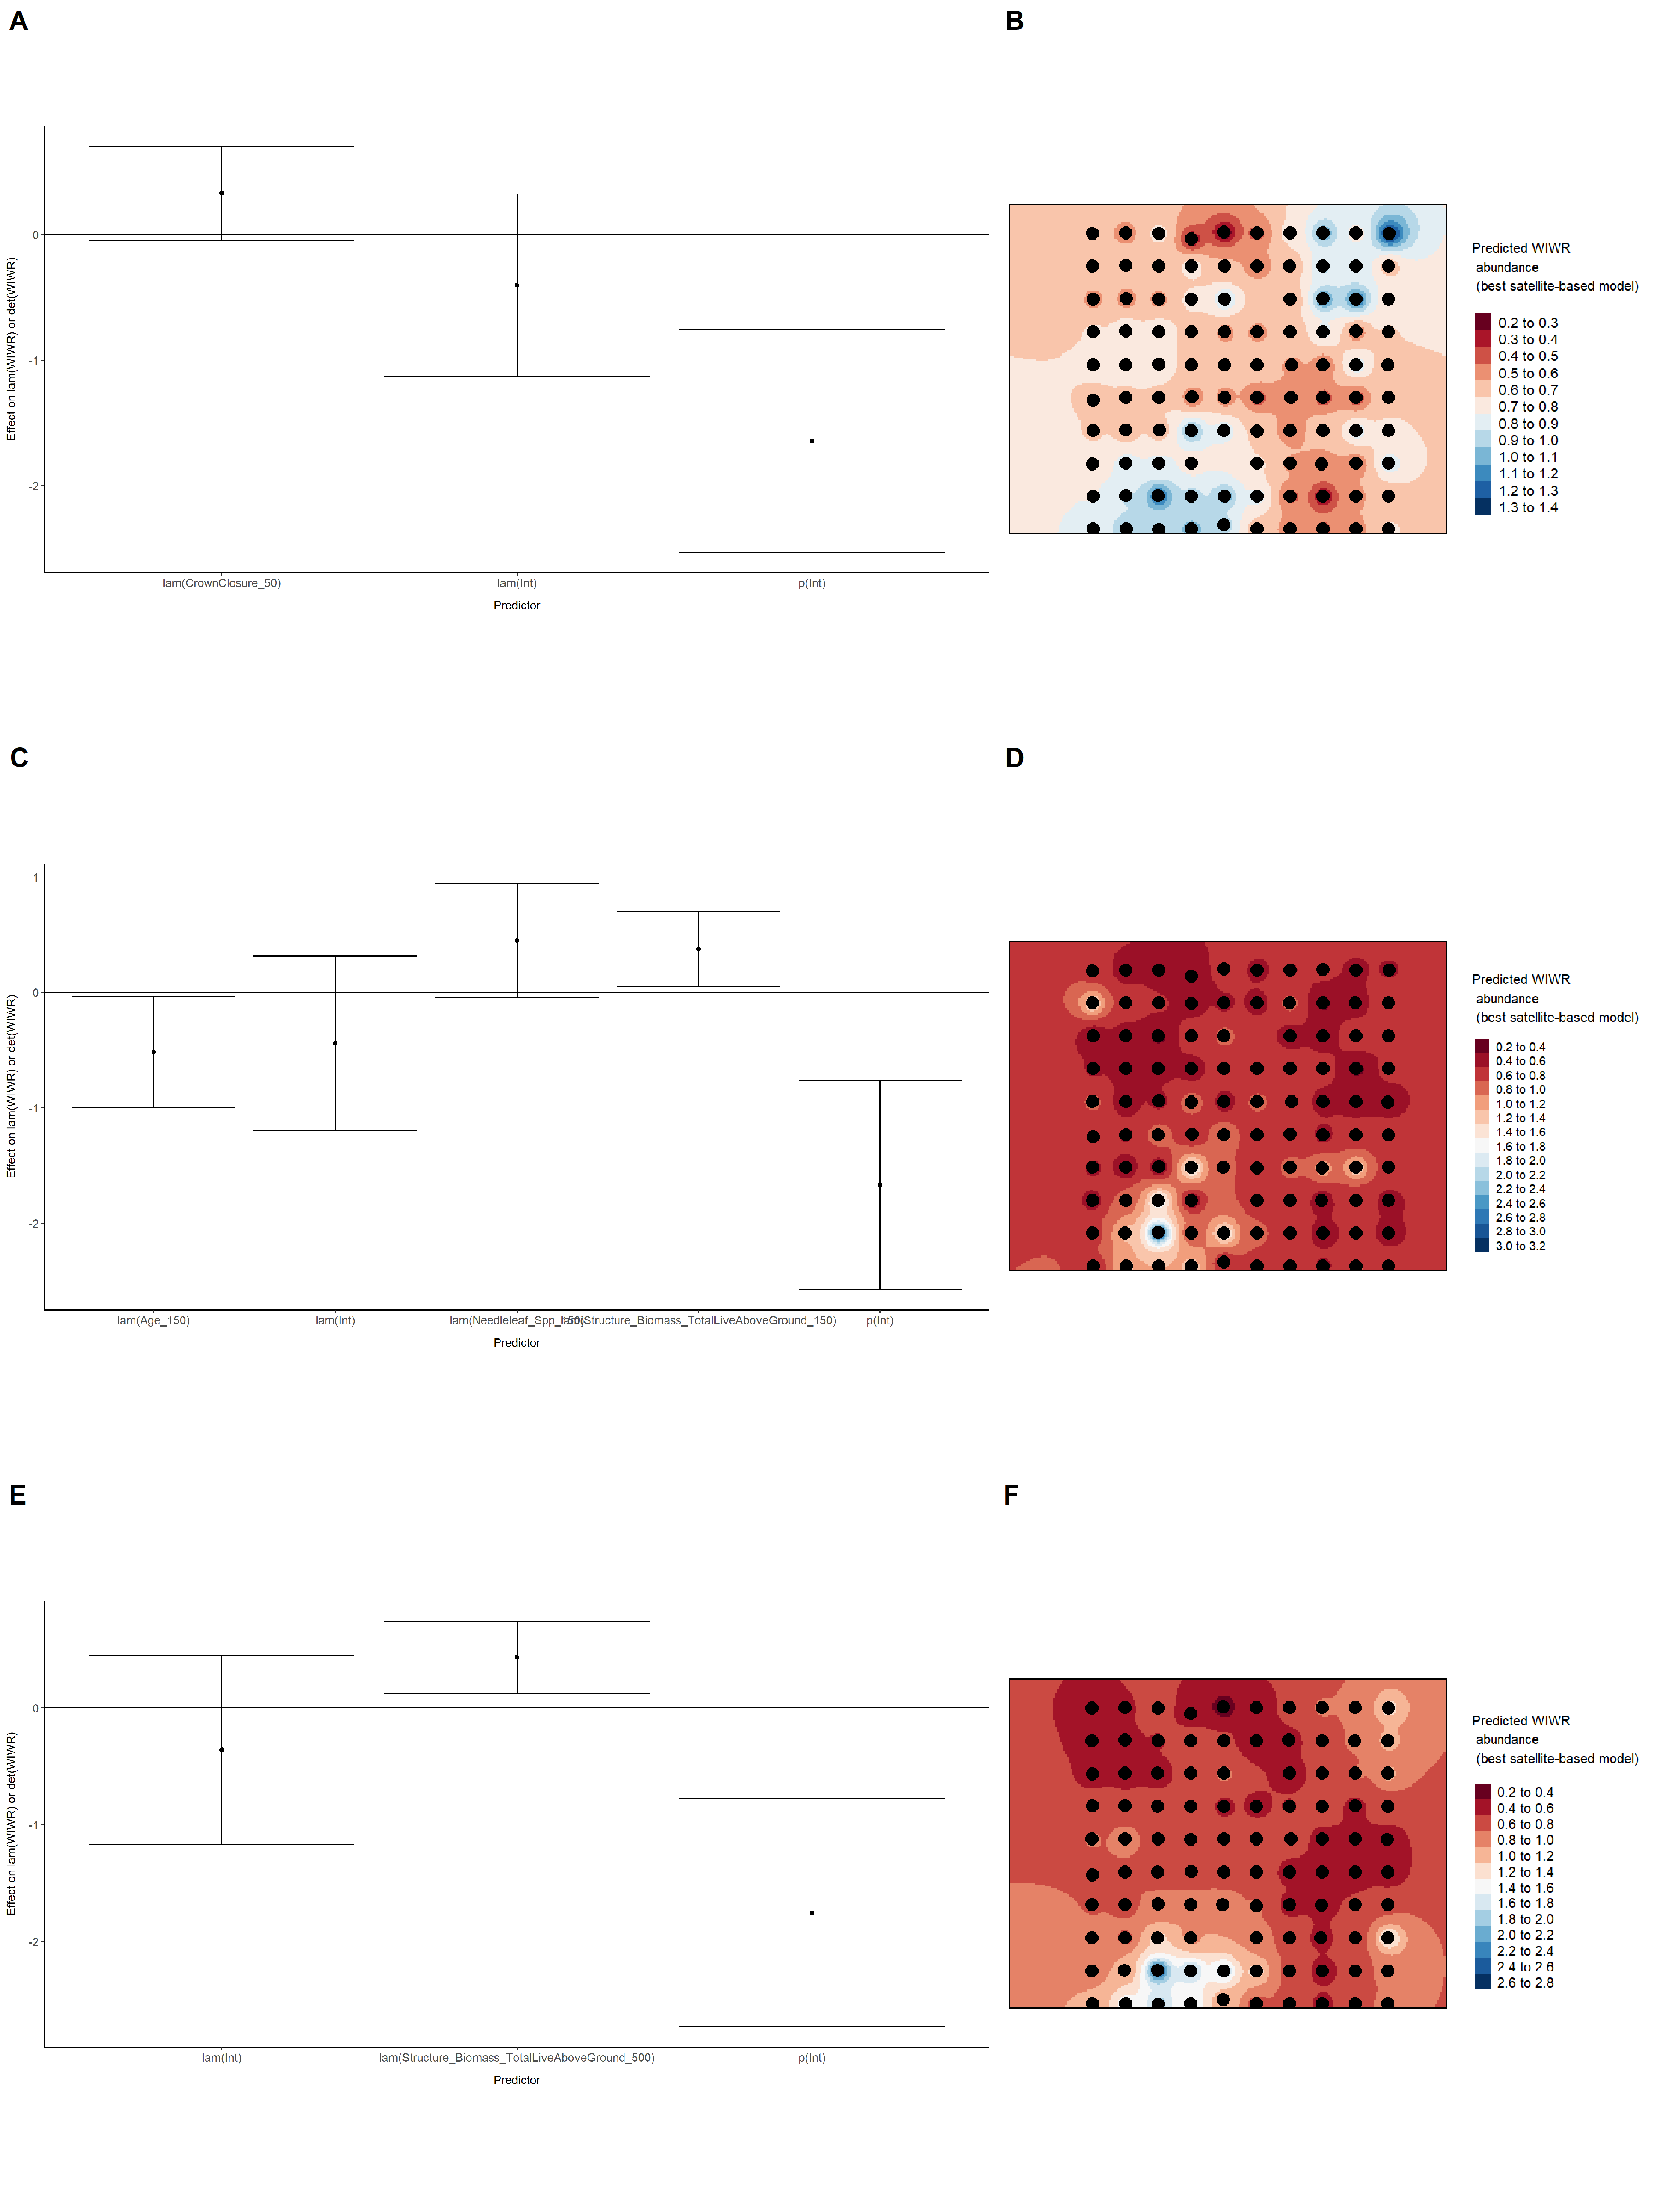 A
B
0
-1
-2
Effect on lam(WIWR) or det(WIWR)
lam(CrownClosure_50)
lam(Int)
p(Int)
Predictor
Predicted WIWR
abundance
(best satellite-based model)
0.2 to 0.3
0.3 to 0.4
0.4 to 0.5
0.5 to 0.6
0.6 to 0.7
0.7 to 0.8
0.8 to 0.9
0.9 to 1.0
1.0 to 1.1
1.1 to 1.2
1.2 to 1.3
1.3 to 1.4
C
D
1
0
-1
-2
Effect on lam(WIWR) or det(WIWR)
lam(Age_150)
lam(Int)
lam(Needleleaf_Spp_150)
lam(Structure_Biomass_TotalLiveAboveGround_150)
p(Int)
Predictor
Predicted WIWR
abundance
(best satellite-based model)
0.2 to 0.4
0.4 to 0.6
0.6 to 0.8
0.8 to 1.0
1.0 to 1.2
1.2 to 1.4
1.4 to 1.6
1.6 to 1.8
1.8 to 2.0
2.0 to 2.2
2.2 to 2.4
2.4 to 2.6
2.6 to 2.8
2.8 to 3.0
3.0 to 3.2
E
F
0
-1
-2
Effect on lam(WIWR) or det(WIWR)
lam(Int)
lam(Structure_Biomass_TotalLiveAboveGround_500)
p(Int)
Predictor
Predicted WIWR
abundance
(best satellite-based model)
0.2 to 0.4
0.4 to 0.6
0.6 to 0.8
0.8 to 1.0
1.0 to 1.2
1.2 to 1.4
1.4 to 1.6
1.6 to 1.8
1.8 to 2.0
2.0 to 2.2
2.2 to 2.4
2.4 to 2.6
2.6 to 2.8